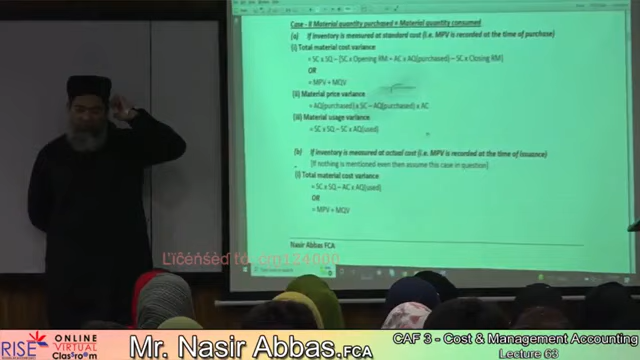 Case - II Material quantity purchased ≠ Material quantity consumed
(a) If inventory is measured at standard cost (i.e. MPV is recorded at the time of purchase)
(i) Total material cost variance
= SC x SQ – [SC x Opening RM + AC x AQ(purchased) – SC x Closing RM]
OR
= MPV + MQV
(ii) Material price variance
= AQ(purchased) x SC – AQ(purchased) x AC
(iii) Material usage variance
= SC x SQ – SC x AQ(used)
(b) If inventory is measured at actual cost (i.e. MPV is recorded at the time of issuance)
[If nothing is mentioned even then assume this case in question]
(i) Total material cost variance
= SC x SQ – AC x AQ(used)
OR
= MPV + MQV
Nasir Abbas FCA
RISE ONLINE VIRTUAL Classroom
Mr. Nasir Abbas.FCA
CAF 3 - Cost & Management Accounting
Lecture 63